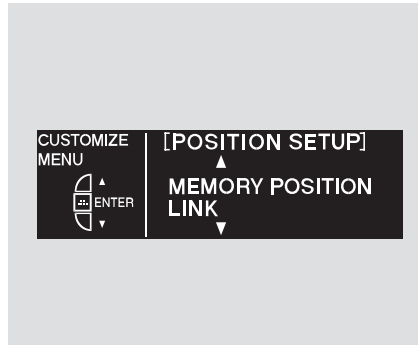 CUSTOMIZE
MENU
ENTER
[POSITION SETUP]
MEMORY POSITION
LINK